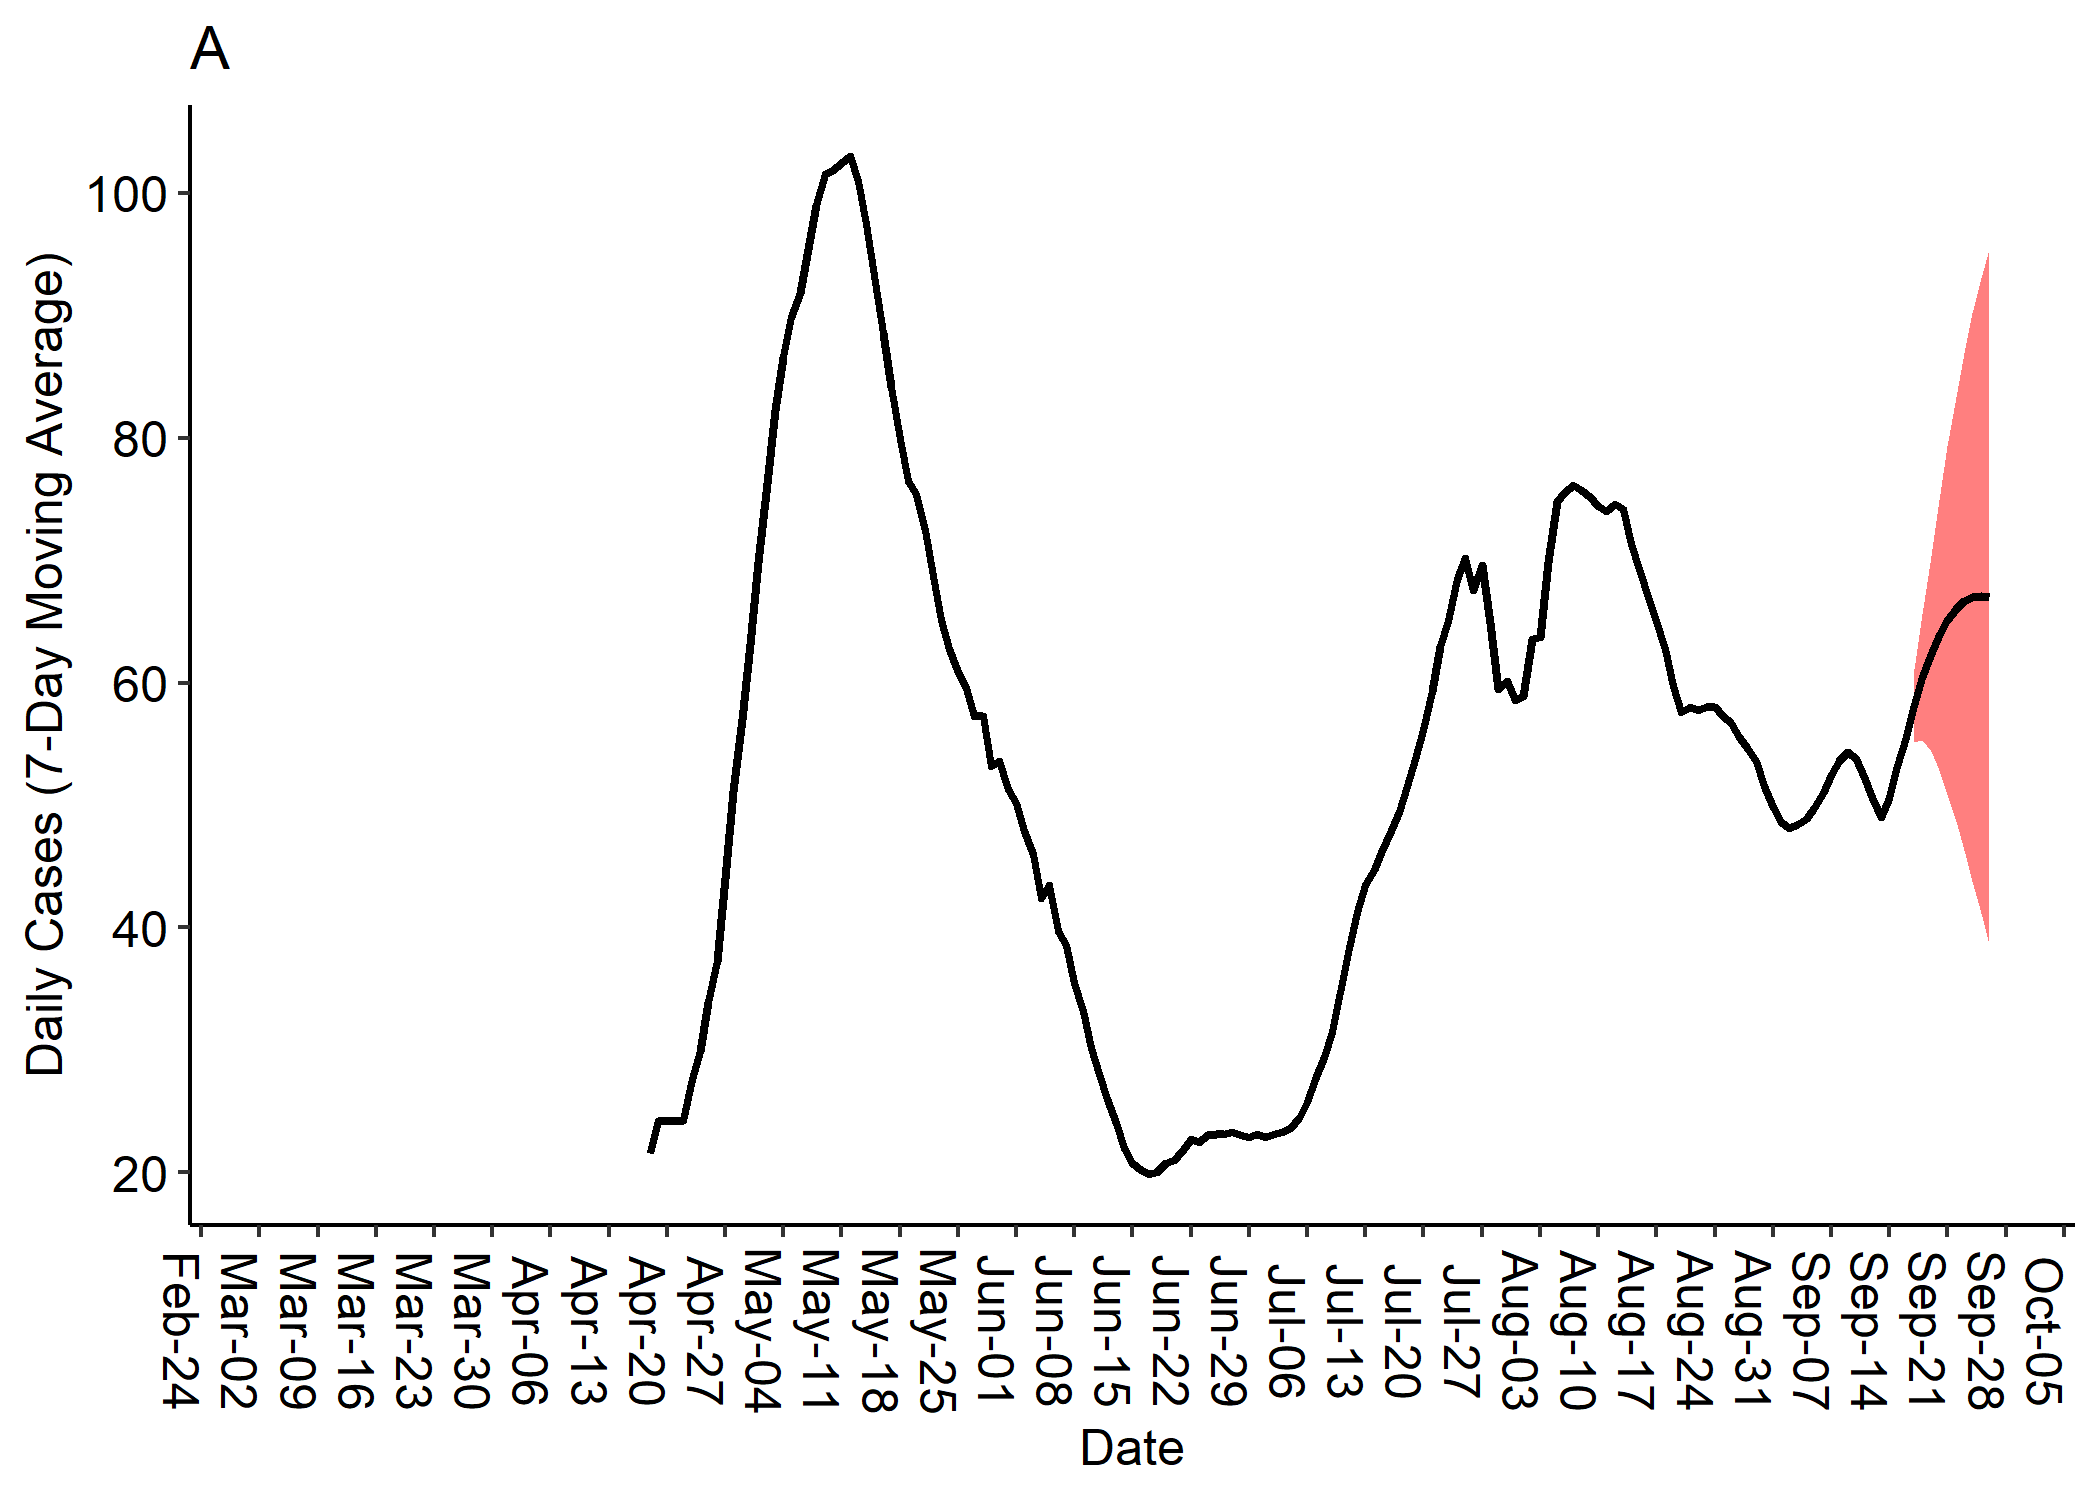 A
Daily Cases (7-Day Moving Average)
100
80
60
40
20
Feb-24
Mar-02
Mar-09
Mar-16
Mar-23
Mar-30
Apr-06
Apr-13
Apr-20
Apr-27
May-04
May-11
May-18
May-25
Jun-01
Jun-08
Jun-15
Jun-22
Jun-29
Jul-06
Jul-13
Jul-20
Jul-27
Aug-03
Aug-10
Aug-17
Aug-24
Aug-31
Sep-07
Sep-14
Sep-21
Sep-28
Oct-05
Date